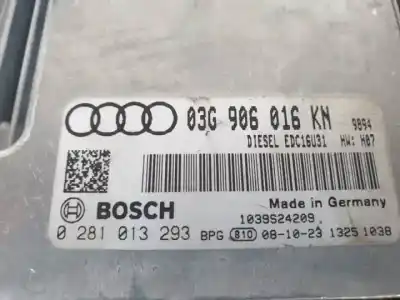 03G 906 016 KN 9894
DIESEL EDC16U31 HW: H07
BOSCH
Made in Germany
1039S24209
0 281 013 293 BPG 810 08-10-23 1325 1038